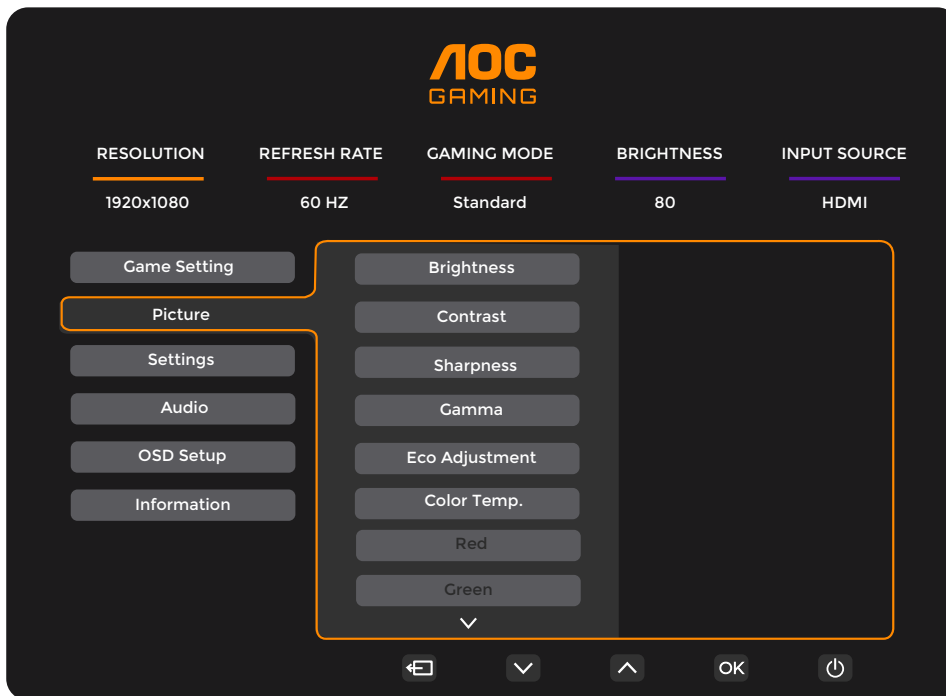 AOC
GAMING
RESOLUTION REFRESH RATE GAMING MODE BRIGHTNESS INPUT SOURCE
1920x1080 60 HZ Standard 80 HDMI
Game Setting
Picture
Settings
Audio
OSD Setup
Information
Brightness
Contrast
Sharpness
Gamma
Eco Adjustment
Color Temp.
Red
Green
OK